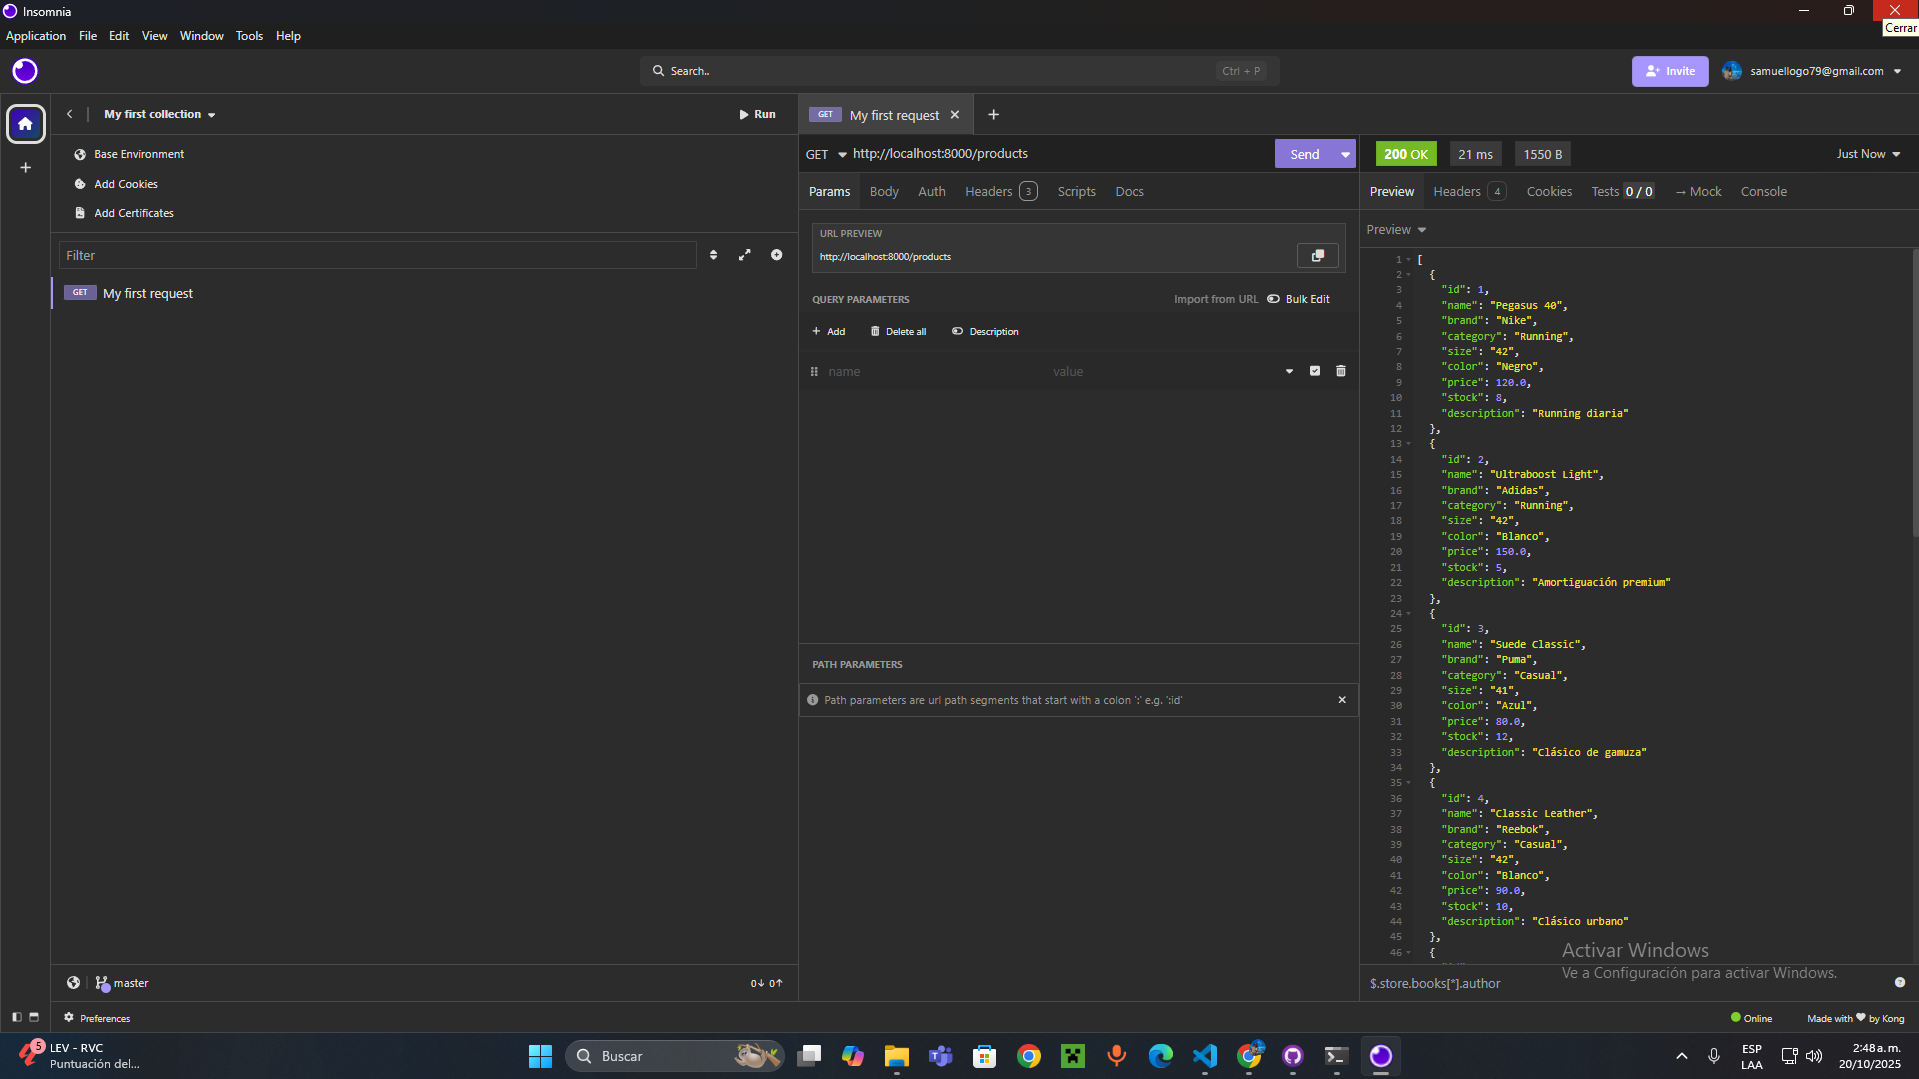 Insomnia
Cerrar
Application File Edit View Window Tools Help
Search.. Ctrl + P
Invite samuellogo79@gmail.com
My first collection Run
GET My first request
Base Environment
Add Cookies
Add Certificates
Filter
GET My first request
GET http://localhost:8000/products Send
Params Body Auth Headers 3 Scripts Docs
URL PREVIEW
http://localhost:8000/products
QUERY PARAMETERS Import from URL Bulk Edit
Add Delete all Description
name value
PATH PARAMETERS
Path parameters are url path segments that start with a colon ':' e.g. ':id'
200 OK 21 ms 1550 B Just Now
Preview Headers 4 Cookies Tests 0 / 0 → Mock Console
Preview
1 [
2 {
3 "id": 1,
4 "name": "Pegasus 40",
5 "brand": "Nike",
6 "category": "Running",
7 "size": "42",
8 "color": "Negro",
9 "price": 120.0,
10 "stock": 8,
11 "description": "Running diaria"
12 },
13 {
14 "id": 2,
15 "name": "Ultraboost Light",
16 "brand": "Adidas",
17 "category": "Running",
18 "size": "42",
19 "color": "Blanco",
20 "price": 150.0,
21 "stock": 5,
22 "description": "Amortiguación premium"
23 },
24 {
25 "id": 3,
26 "name": "Suede Classic",
27 "brand": "Puma",
28 "category": "Casual",
29 "size": "41",
30 "color": "Azul",
31 "price": 80.0,
32 "stock": 12,
33 "description": "Clásico de gamuza"
34 },
35 {
36 "id": 4,
37 "name": "Classic Leather",
38 "brand": "Reebok",
39 "category": "Casual",
40 "size": "42",
41 "color": "Blanco",
42 "price": 90.0,
43 "stock": 10,
44 "description": "Clásico urbano"
45 },
46 {
Activar Windows
Ve a Configuración para activar Windows.
$.store.books[*].author
master 0↓ 0↑
Preferences
Online Made with ❤ by Kong
5 LEV - RVC
Puntuación del...
Buscar
ESP
LAA
2:48 a. m.
20/10/2025